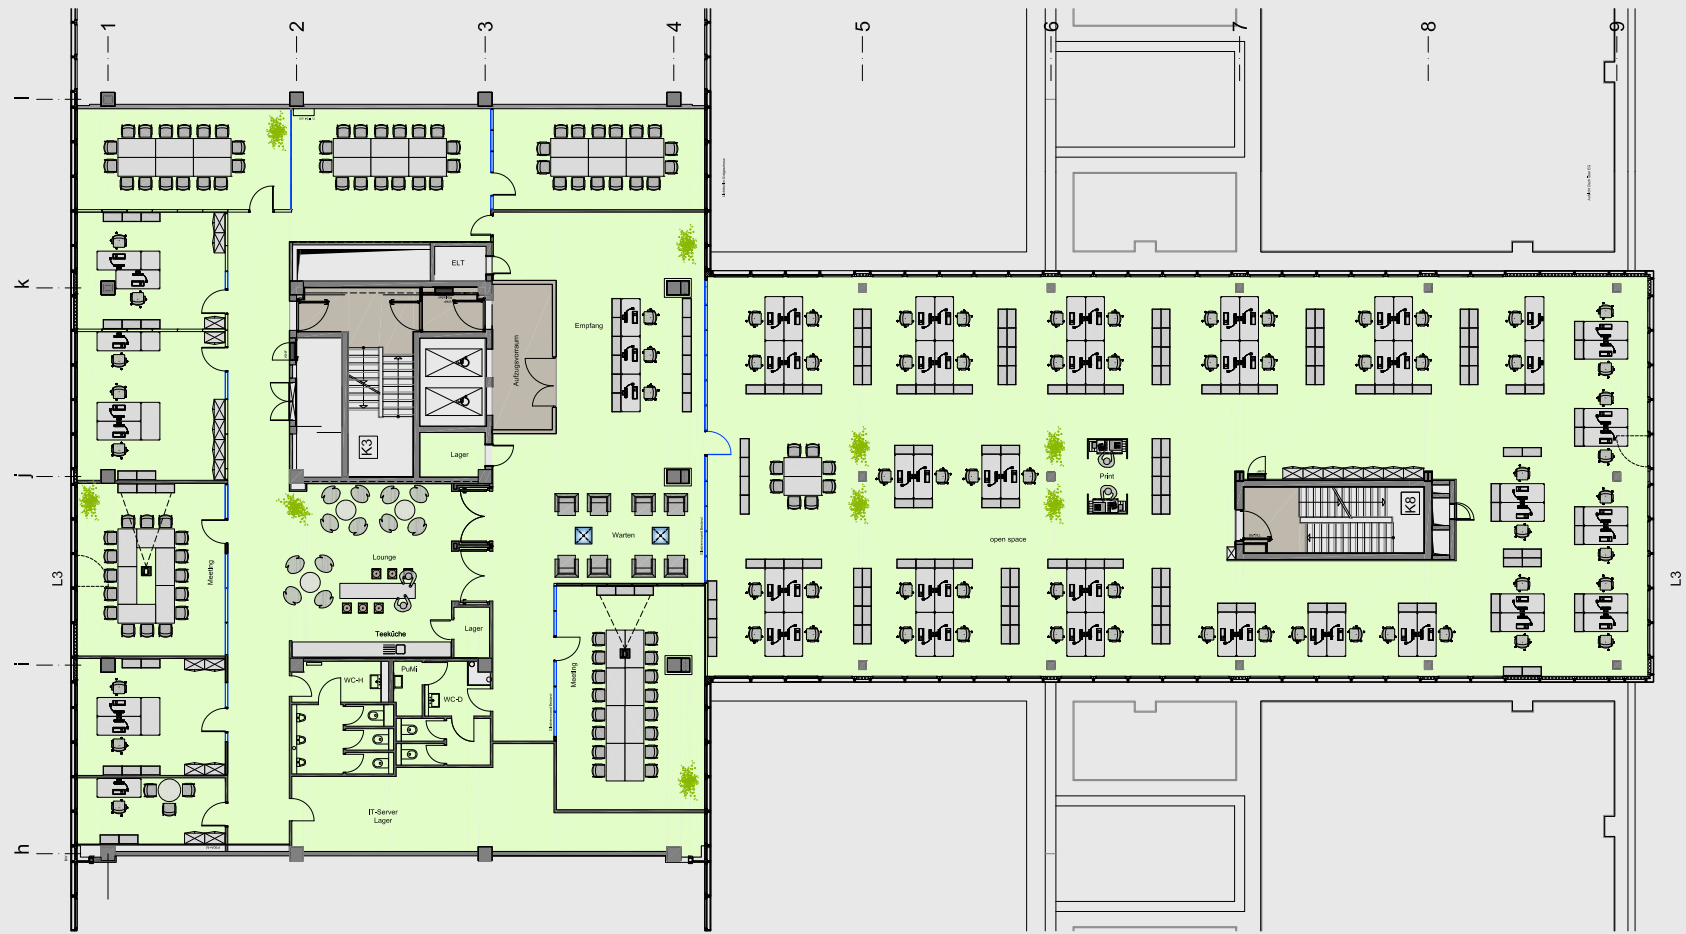 1
2
3
4
5
6
7
8
9
l
k
j
i
h
L3
L3
ELT
Empfang
Aufzugsvorraum
K3
Lager
Lounge
Warten
Meeting
Teeküche
Lager
WC-H
PuMi
WC-D
Meeting
IT-Server
Lager
Print
open space
K8